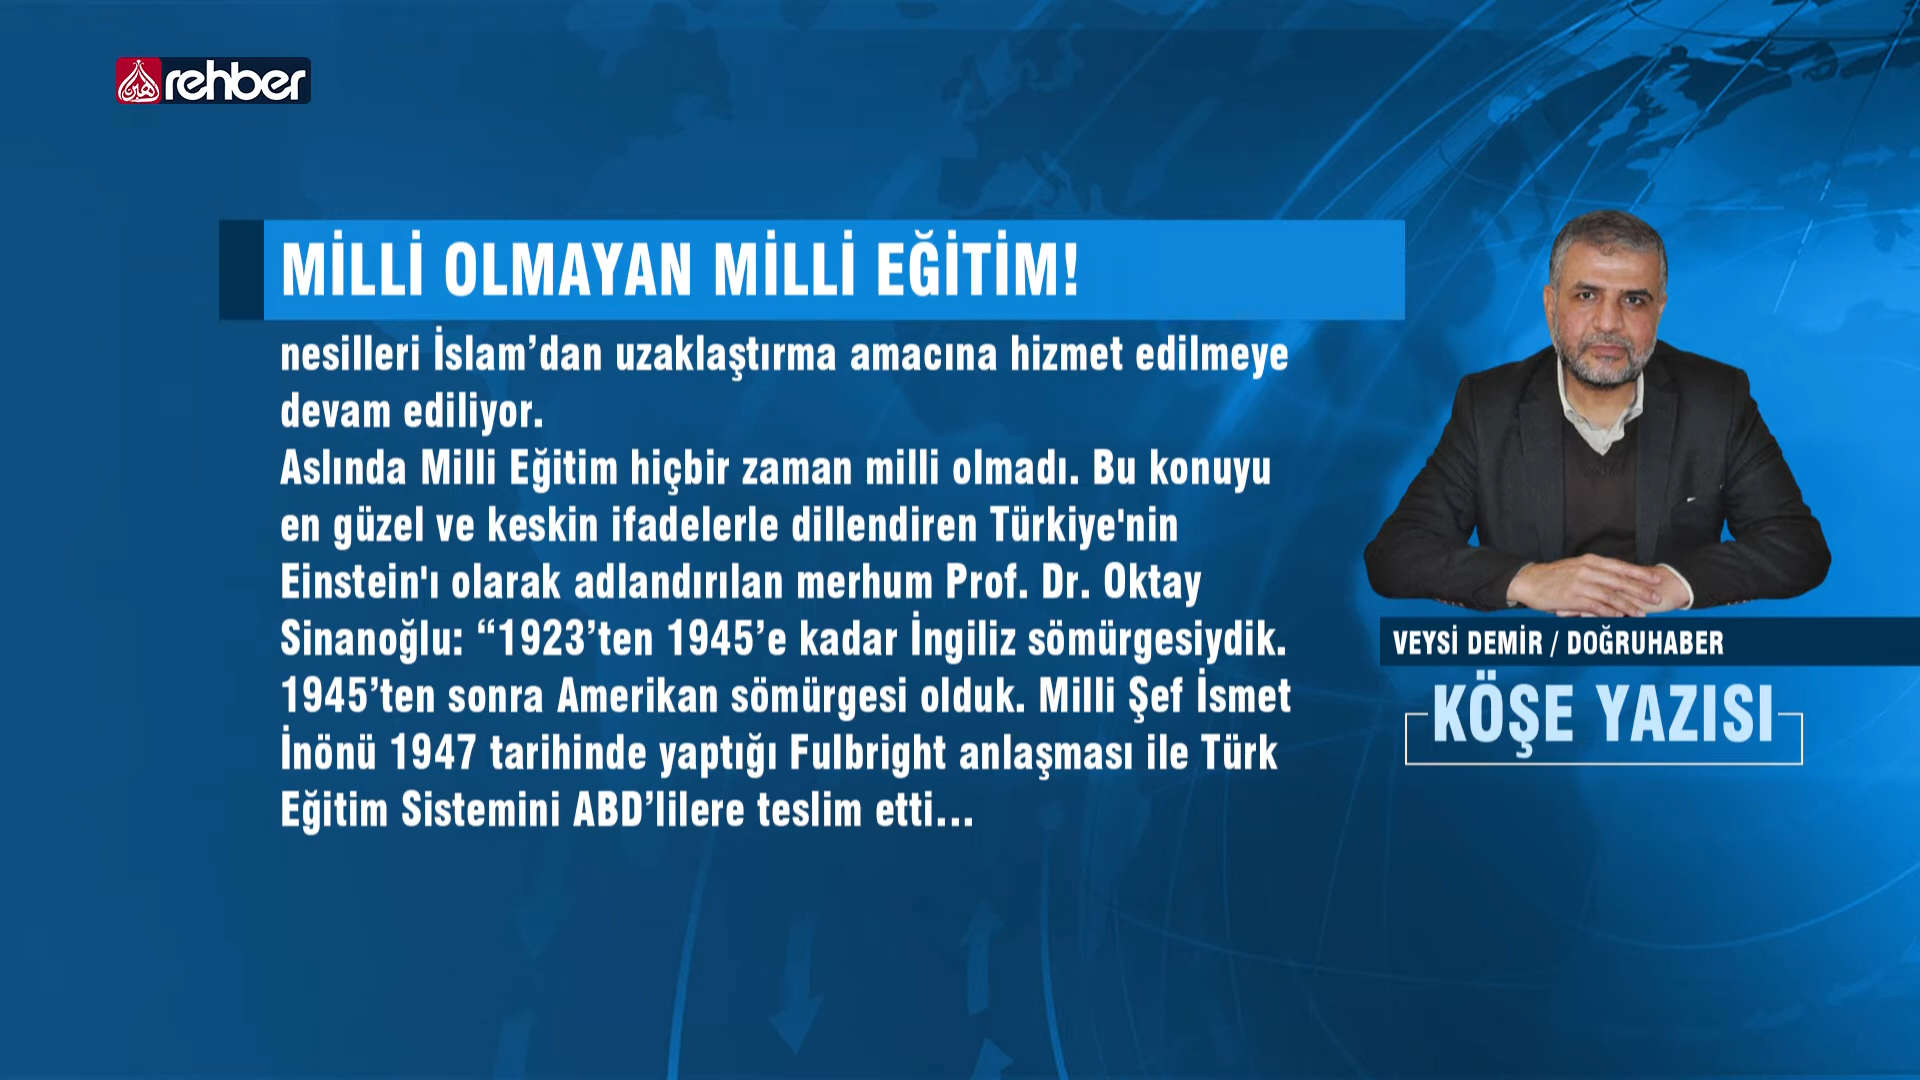 rehber
MİLLİ OLMAYAN MİLLİ EĞİTİM!
nesilleri İslam’dan uzaklaştırma amacına hizmet edilmeye
devam ediliyor.
Aslında Milli Eğitim hiçbir zaman milli olmadı. Bu konuyu
en güzel ve keskin ifadelerle dillendiren Türkiye'nin
Einstein'ı olarak adlandırılan merhum Prof. Dr. Oktay
Sinanoğlu: “1923’ten 1945’e kadar İngiliz sömürgesiydik.
1945’ten sonra Amerikan sömürgesi olduk. Milli Şef İsmet
İnönü 1947 tarihinde yaptığı Fulbright anlaşması ile Türk
Eğitim Sistemini ABD’lilere teslim etti...
VEYSİ DEMİR / DOĞRUHABER
KÖŞE YAZISI